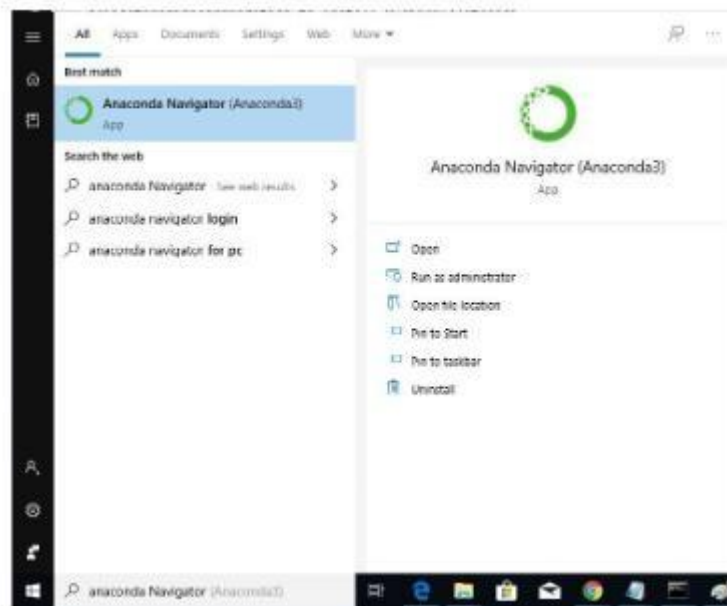 All Apps Documents Settings Web More
Best match
Anaconda Navigator (Anaconda3)
App
Search the web
anaconda Navigator - See web results
anaconda navigator login
anaconda navigator for pc
Anaconda Navigator (Anaconda3)
App
Open
Run as administrator
Open file location
Pin to Start
Pin to taskbar
Uninstall
anaconda Navigator (Anaconda3)